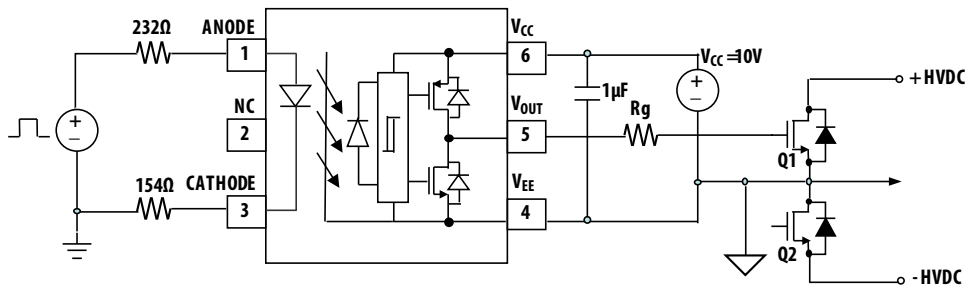 232Ω ANODE
1
NC
2
154Ω CATHODE
3
+
−
VCC
6
VOUT
5
VEE
4
1µF
Rg
+
−
VCC=10V
+HVDC
Q1
Q2
-HVDC